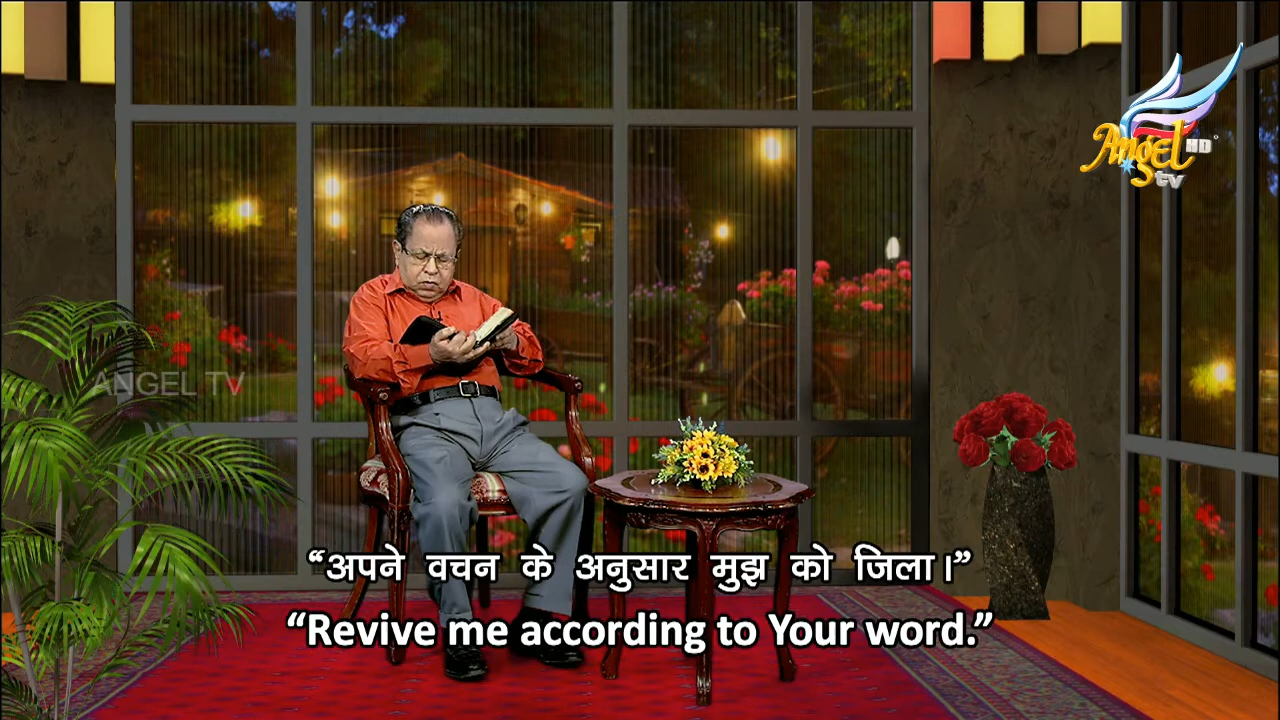 Angel HD
tv
ANGEL TV
“अपने वचन के अनुसार मुझ को जिला।”
“Revive me according to Your word.”